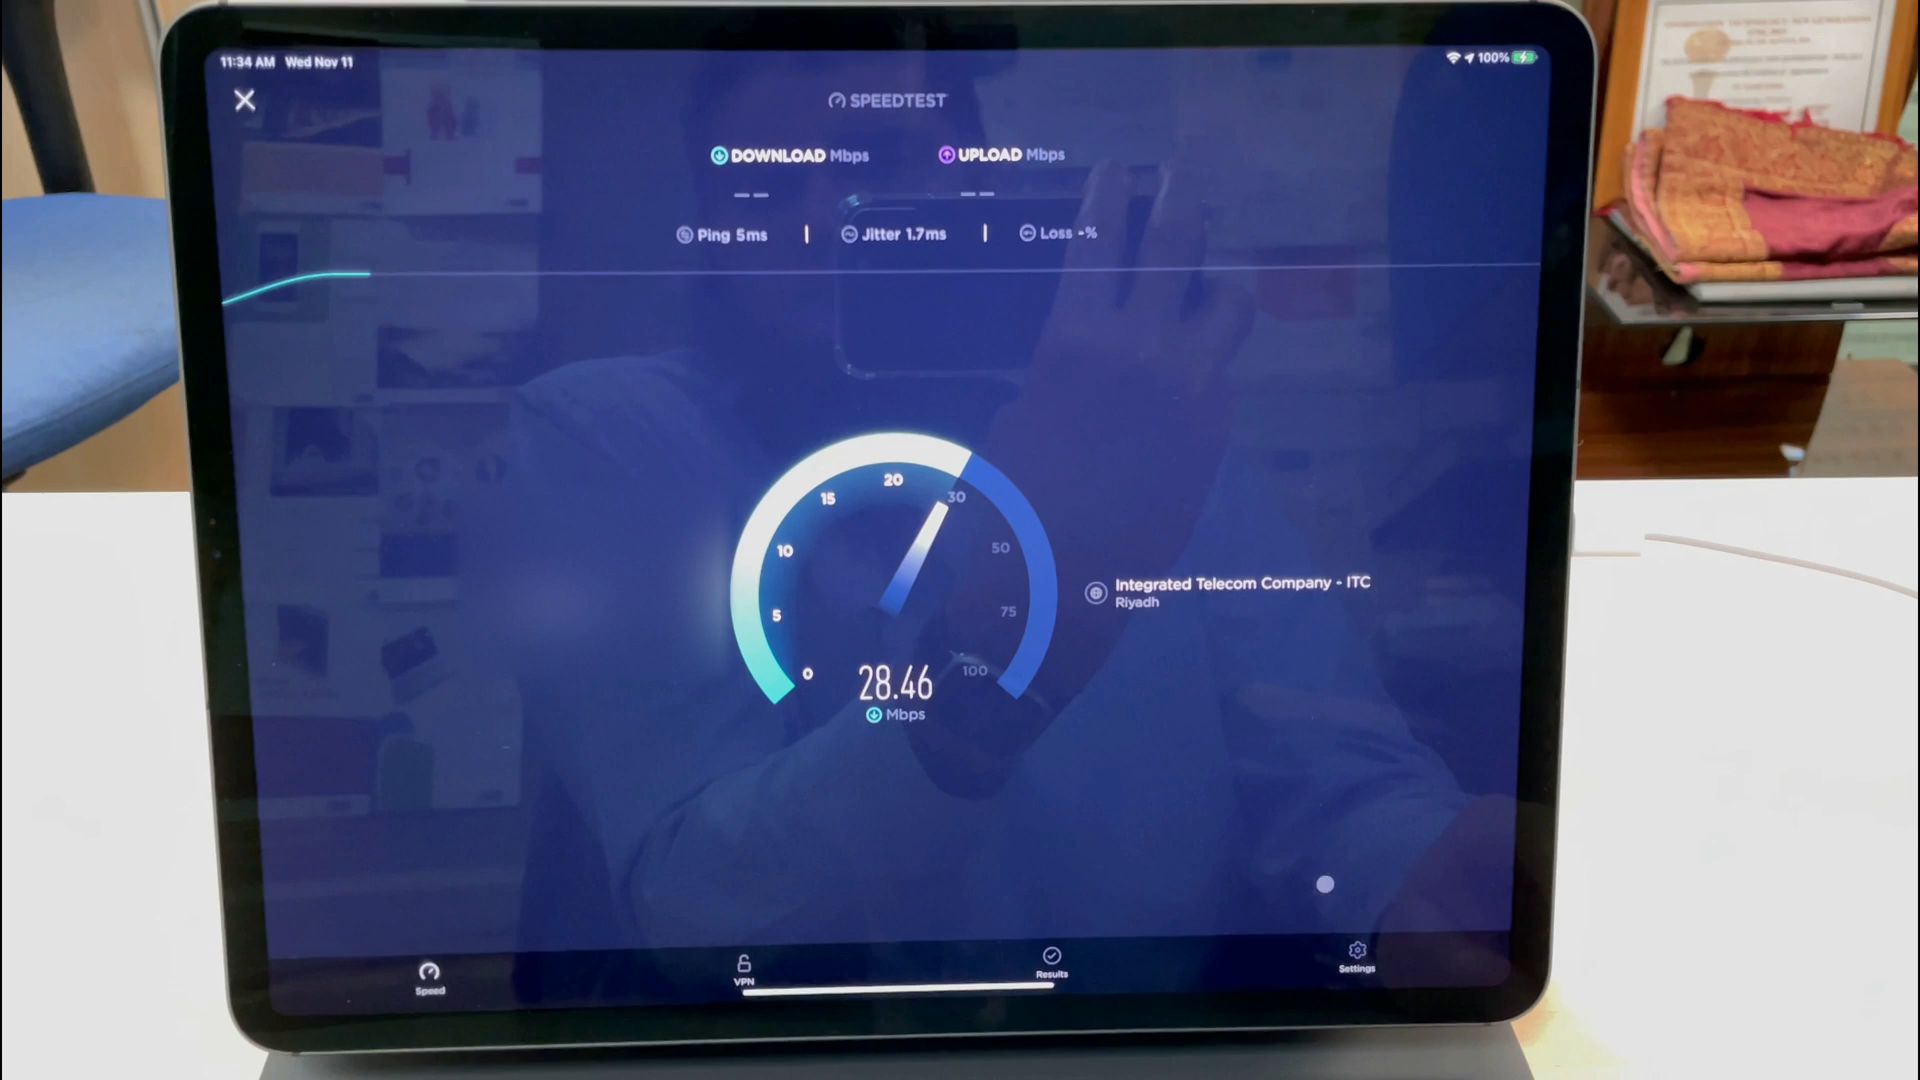 11:34 AM Wed Nov 11
100%
SPEEDTEST
DOWNLOAD Mbps
UPLOAD Mbps
Ping 5ms
Jitter 1.7ms
Loss -%
0
5
10
15
20
30
50
75
100
28.46
Mbps
Integrated Telecom Company - ITC
Riyadh
Speed
VPN
Results
Settings